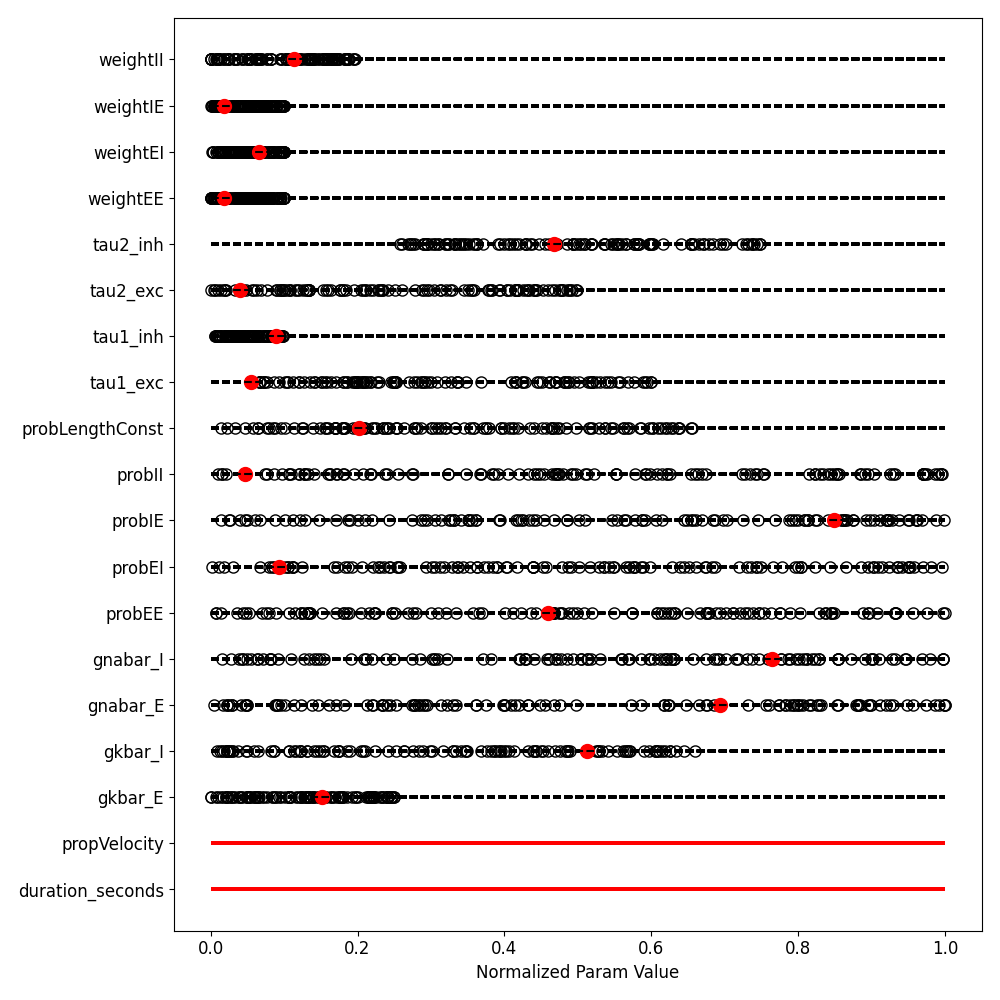 weightII
weightIE
weightEI
weightEE
tau2_inh
tau2_exc
tau1_inh
tau1_exc
probLengthConst
probII
probIE
probEI
probEE
gnabar_I
gnabar_E
gkbar_I
gkbar_E
propVelocity
duration_seconds
0.0 0.2 0.4 0.6 0.8 1.0
Normalized Param Value